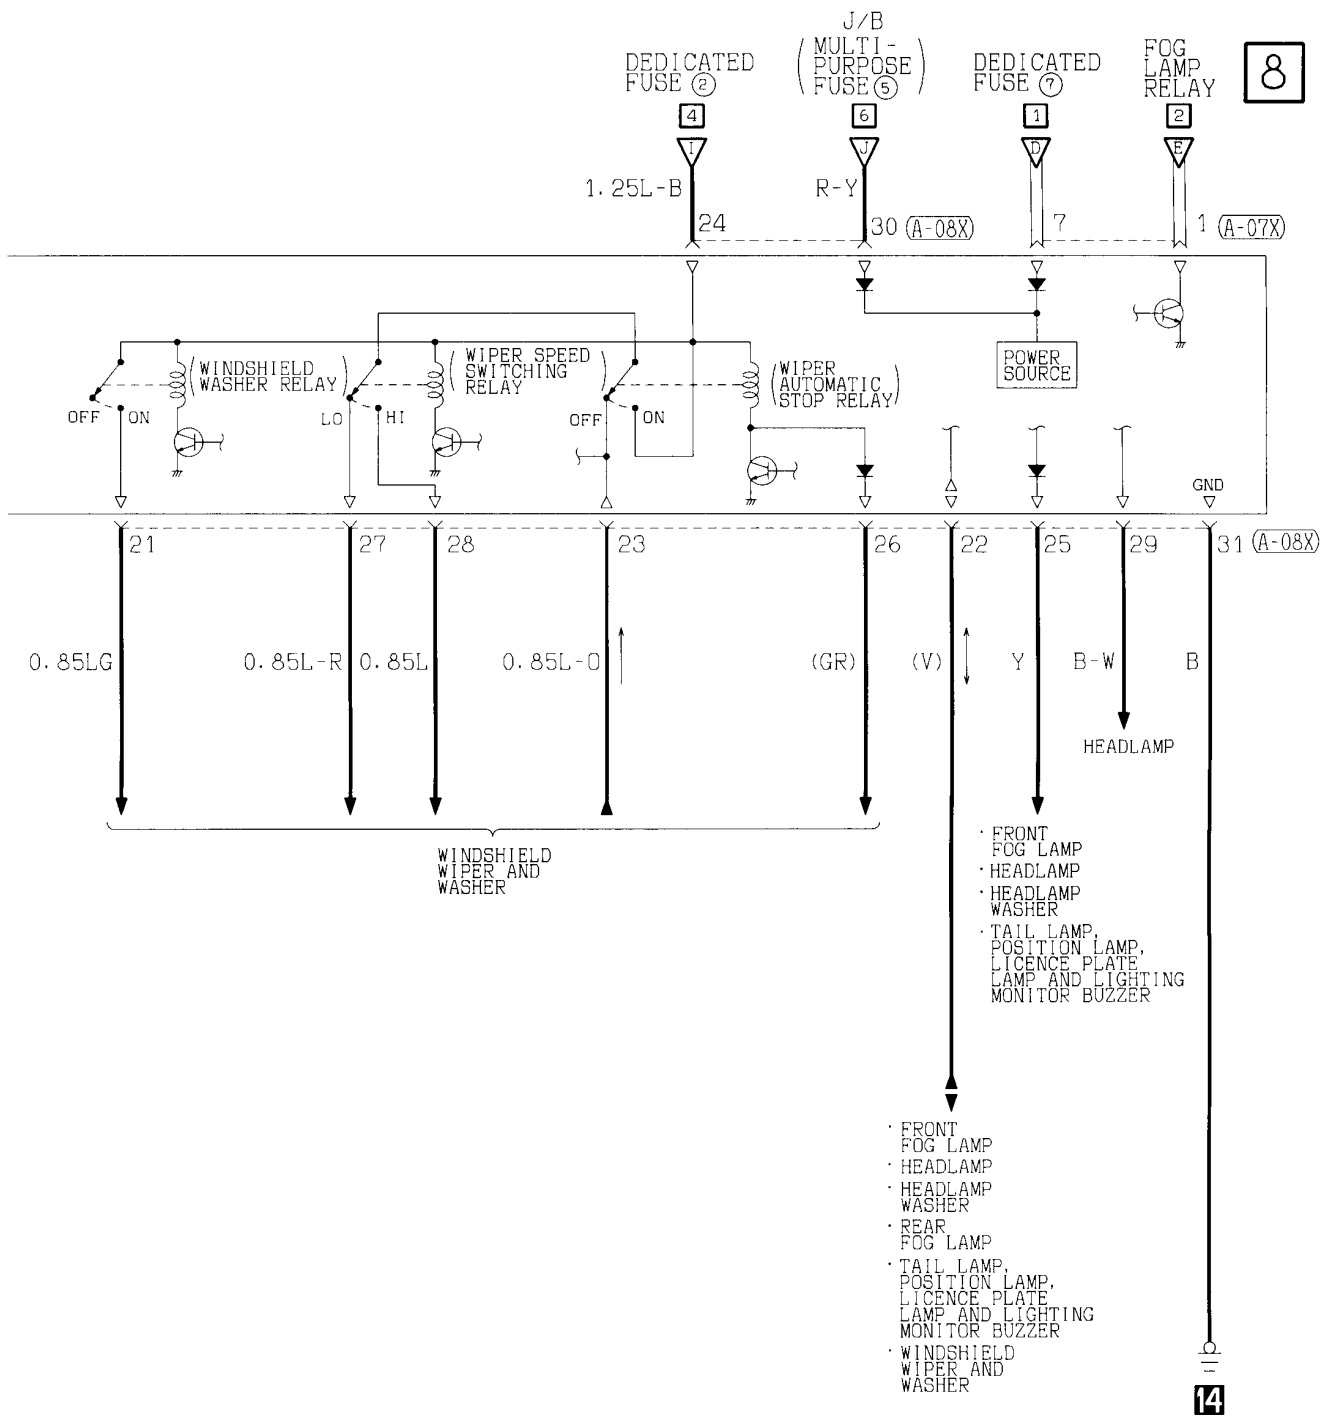 J/B
DEDICATED
FUSE ②
(MULTI-
PURPOSE
FUSE⑤)
DEDICATED
FUSE ⑦
FOG
LAMP
RELAY
8
4
6
1
2
I
J
D
E
1.25L-B
R-Y
24
30 (A-08X)
7
1 (A-07X)
(WINDSHIELD
WASHER RELAY)
(WIPER SPEED
SWITCHING
RELAY)
(WIPER
AUTOMATIC
STOP RELAY)
POWER
SOURCE
OFF
ON
LO
HI
OFF
ON
GND
21
27
28
23
26
22
25
29
31 (A-08X)
0.85LG
0.85L-R
0.85L
0.85L-O
(GR)
(V)
Y
B-W
B
HEADLAMP
WINDSHIELD
WIPER AND
WASHER
· FRONT
FOG LAMP
· HEADLAMP
· HEADLAMP
WASHER
· TAIL LAMP,
POSITION LAMP,
LICENCE PLATE
LAMP AND LIGHTING
MONITOR BUZZER
· FRONT
FOG LAMP
· HEADLAMP
· HEADLAMP
WASHER
· REAR
FOG LAMP
· TAIL LAMP,
POSITION LAMP,
LICENCE PLATE
LAMP AND LIGHTING
MONITOR BUZZER
· WINDSHIELD
WIPER AND
WASHER
14